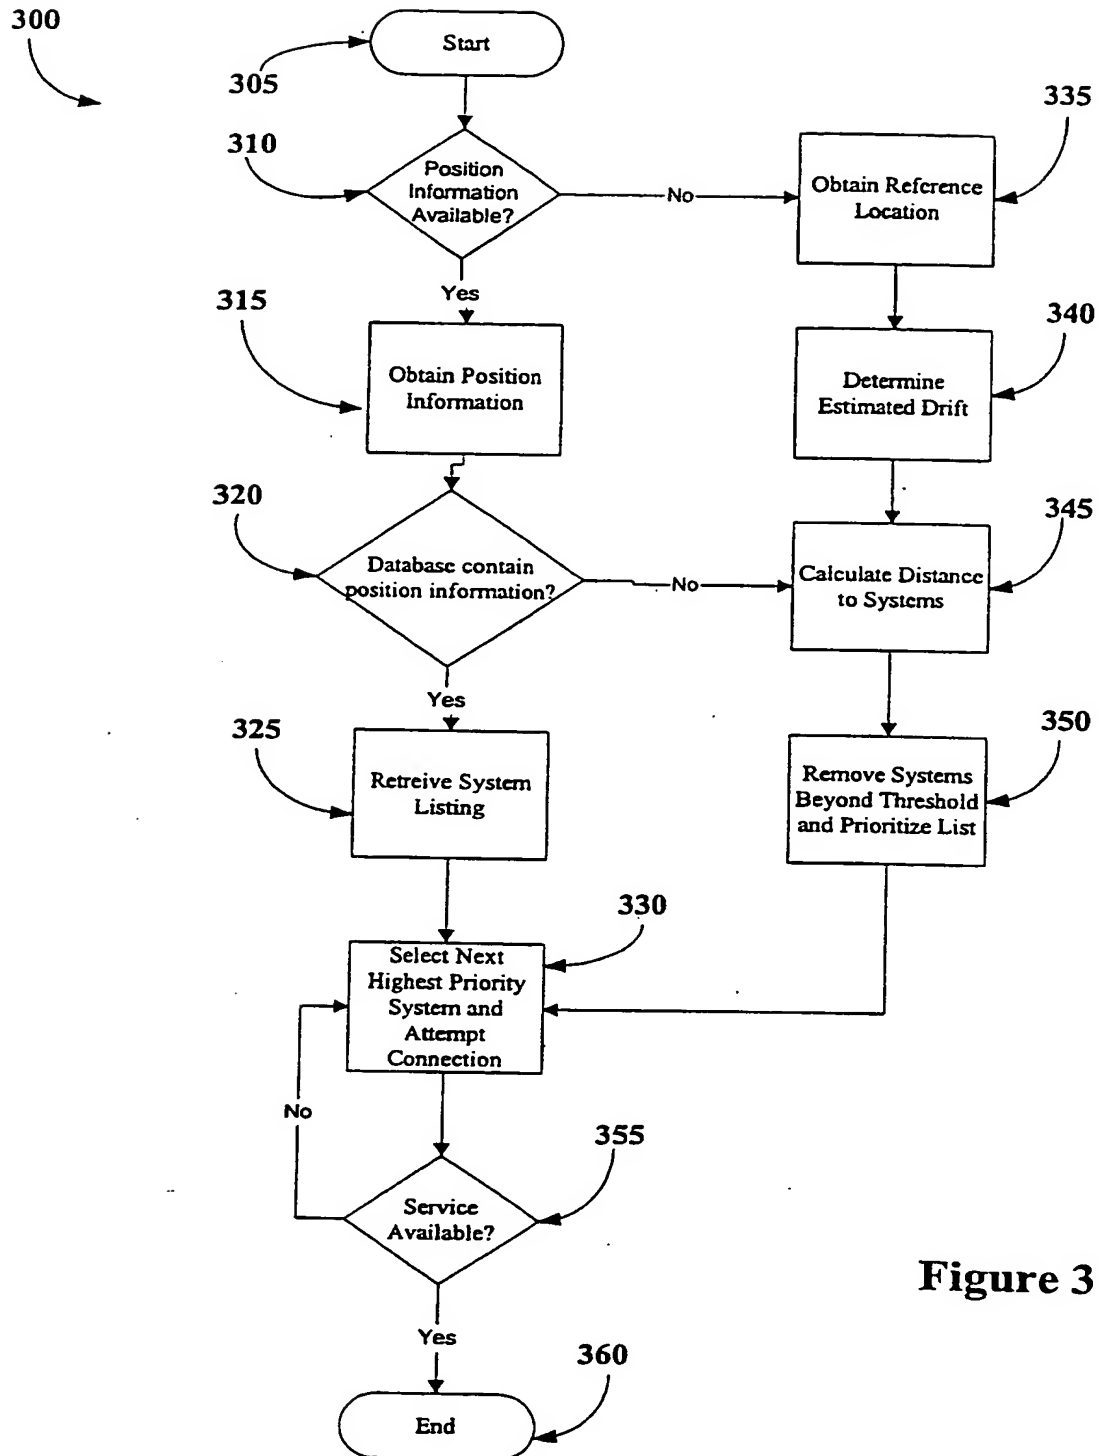 300
Start
305
335
310
Position
Information
Available?
No
Obtain Reference
Location
Yes
315
340
Obtain Position
Information
Determine
Estimated Drift
320
345
Database contain
position information?
No
Calculate Distance
to Systems
Yes
325
350
Retreive System
Listing
Remove Systems
Beyond Threshold
and Prioritize List
330
Select Next
Highest Priority
System and
Attempt
Connection
No
355
Service
Available?
Figure 3
Yes
360
End